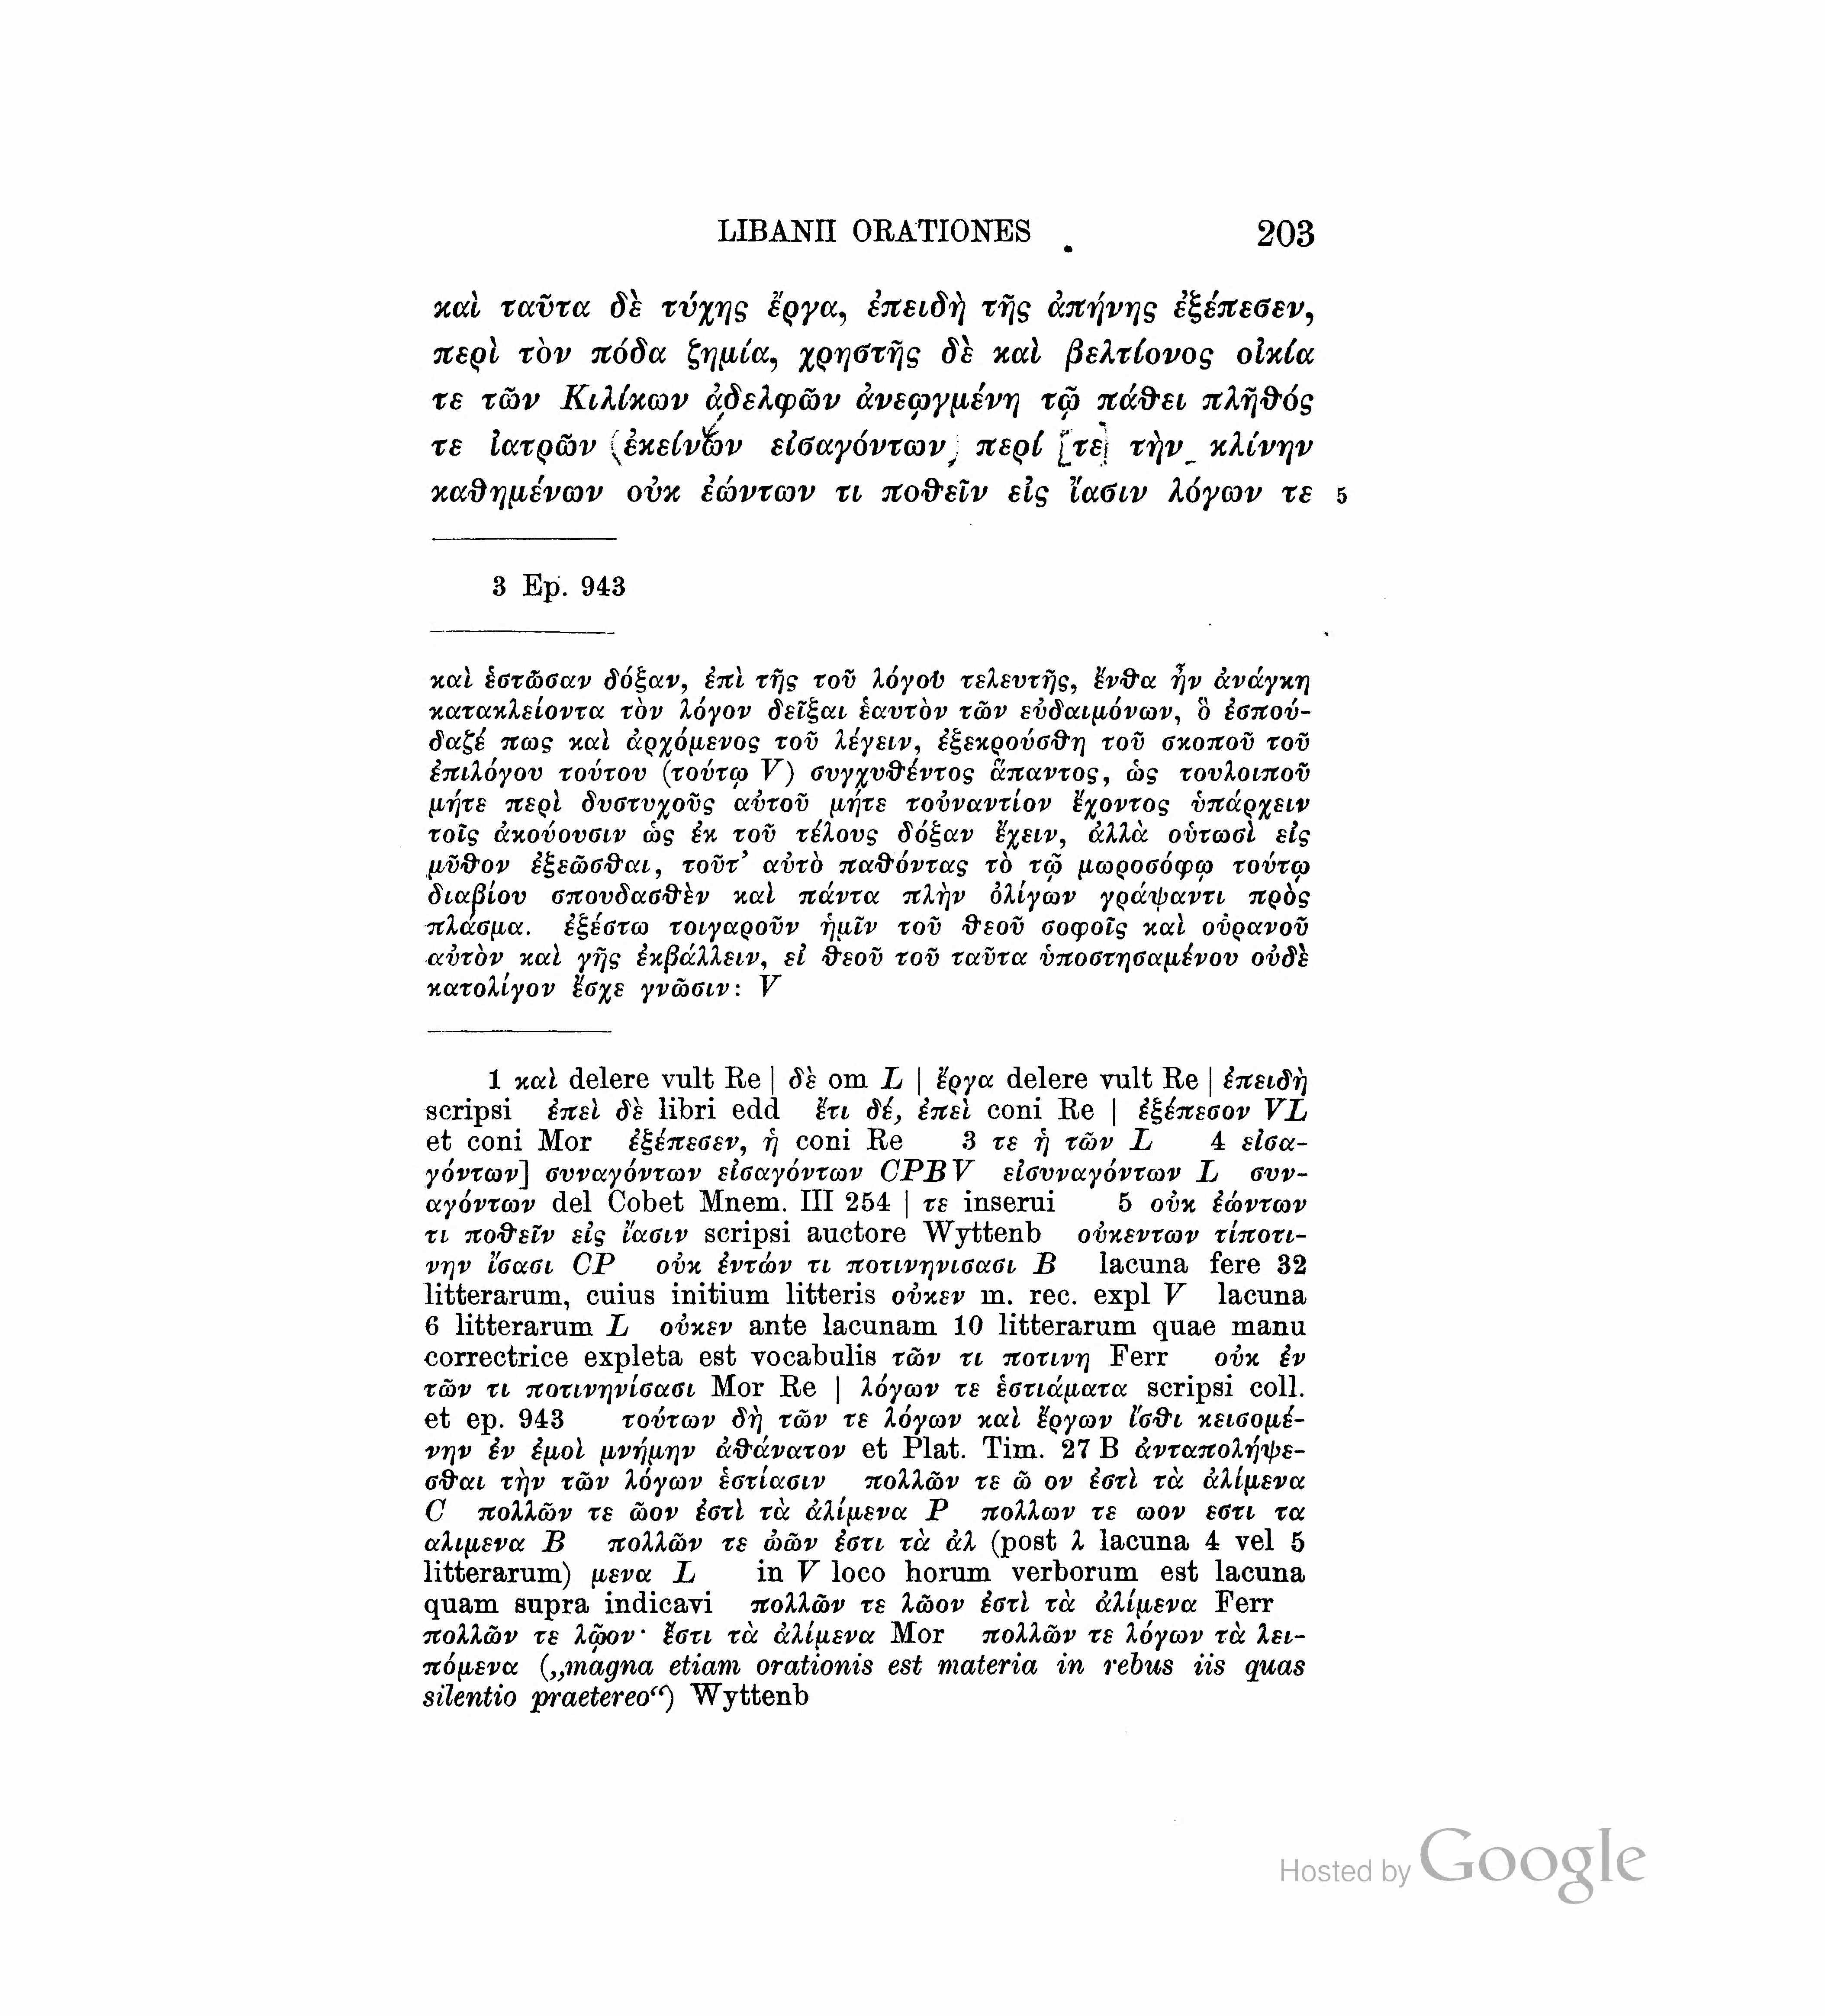 LIBANII ORATIONES 203
καὶ ταῦτα δὲ τύχης ἔργα, ἐπειδὴ τῆς ἀπήνης ἐξέπεσεν,
περὶ τὸν πόδα ζημία, χρηστῆς δὲ καὶ βελτίονος οἰκία
τε τῶν Κιλίκων ἀδελφῶν ἀνεῳγμένη τῷ πάθει πλῆθός
τε ἰατρῶν (ἐκείνων εἰσαγόντων) περί [τε] τὴν κλίνην
καθημένων οὐκ ἐώντων τι ποθεῖν εἰς ἴασιν λόγων τε 5
3 Ep. 943
καὶ ἑστῶσαν δόξαν, ἐπὶ τῆς τοῦ λόγου τελευτῆς, ἔνθα ἦν ἀνάγκη
κατακλείοντα τὸν λόγον δεῖξαι ἑαυτὸν τῶν εὐδαιμόνων, ὃ ἐσπού-
δαζέ πως καὶ ἀρχόμενος τοῦ λέγειν, ἐξεκρούσθη τοῦ σκοποῦ τοῦ
ἐπιλόγου τούτου (τούτῳ V) συγχυθέντος ἅπαντος, ὡς τουλοιποῦ
μήτε περὶ δυστυχοῦς αὐτοῦ μήτε τοὐναντίον ἔχοντος ὑπάρχειν
τοῖς ἀκούουσιν ὡς ἐκ τοῦ τέλους δόξαν ἔχειν, ἀλλὰ οὑτωσὶ εἰς
μῦθον ἐξεῶσθαι, τοῦτ’ αὐτὸ παθόντας τὸ τῷ μωροσόφῳ τούτῳ
διαβίου σπουδασθὲν καὶ πάντα πλὴν ὀλίγων γράψαντι πρὸς
πλάσμα. ἐξέστω τοιγαροῦν ἡμῖν τοῦ θεοῦ σοφοῖς καὶ οὐρανοῦ
αὐτὸν καὶ γῆς ἐκβάλλειν, εἰ θεοῦ τοῦ ταῦτα ὑποστησαμένου οὐδὲ
κατολίγον ἔσχε γνῶσιν: V
1 καὶ delere vult Re | δὲ om L | ἔργα delere vult Re | ἐπειδὴ
scripsi ἐπεὶ δὲ libri edd ἔτι δέ, ἐπεὶ coni Re | ἐξέπεσον VL
et coni Mor ἐξέπεσεν, ἡ coni Re 3 τε ἡ τῶν L 4 εἰσα-
γόντων] συναγόντων εἰσαγόντων CPBV εἰσυναγόντων L συν-
αγόντων del Cobet Mnem. III 254 | τε inserui 5 οὐκ ἐώντων
τι ποθεῖν εἰς ἴασιν scripsi auctore Wyttenb οὐκεντων τίποτι-
νην ἴσασι CP οὐκ ἐντών τι ποτινηνισασι B lacuna fere 32
litterarum, cuius initium litteris οὐκεν m. rec. expl V lacuna
6 litterarum L οὐκεν ante lacunam 10 litterarum quae manu
correctrice expleta est vocabulis τῶν τι ποτινη Ferr οὐκ ἐν
τῶν τι ποτινηνίσασι Mor Re | λόγων τε ἑστιάματα scripsi coll.
et ep. 943 τούτων δὴ τῶν τε λόγων καὶ ἔργων ἴσθι κεισομέ-
νην ἐν ἐμοὶ μνήμην ἀθάνατον et Plat. Tim. 27 B ἀνταπολήψε-
σθαι τὴν τῶν λόγων ἑστίασιν πολλῶν τε ὦ ον ἐστὶ τὰ ἀλίμενα
C πολλῶν τε ὦον ἐστὶ τὰ ἀλίμενα P πολλων τε ωον εστι τα
αλιμενα B πολλῶν τε ὠῶν ἐστι τὰ ἀλ (post λ lacuna 4 vel 5
litterarum) μενα L in V loco horum verborum est lacuna
quam supra indicavi πολλῶν τε λῶον ἐστὶ τὰ ἀλίμενα Ferr
πολλῶν τε λῷον· ἔστι τὰ ἀλίμενα Mor πολλῶν τε λόγων τὰ λει-
πόμενα („magna etiam orationis est materia in rebus iis quas
silentio praetereo“) Wyttenb
Hosted by Google